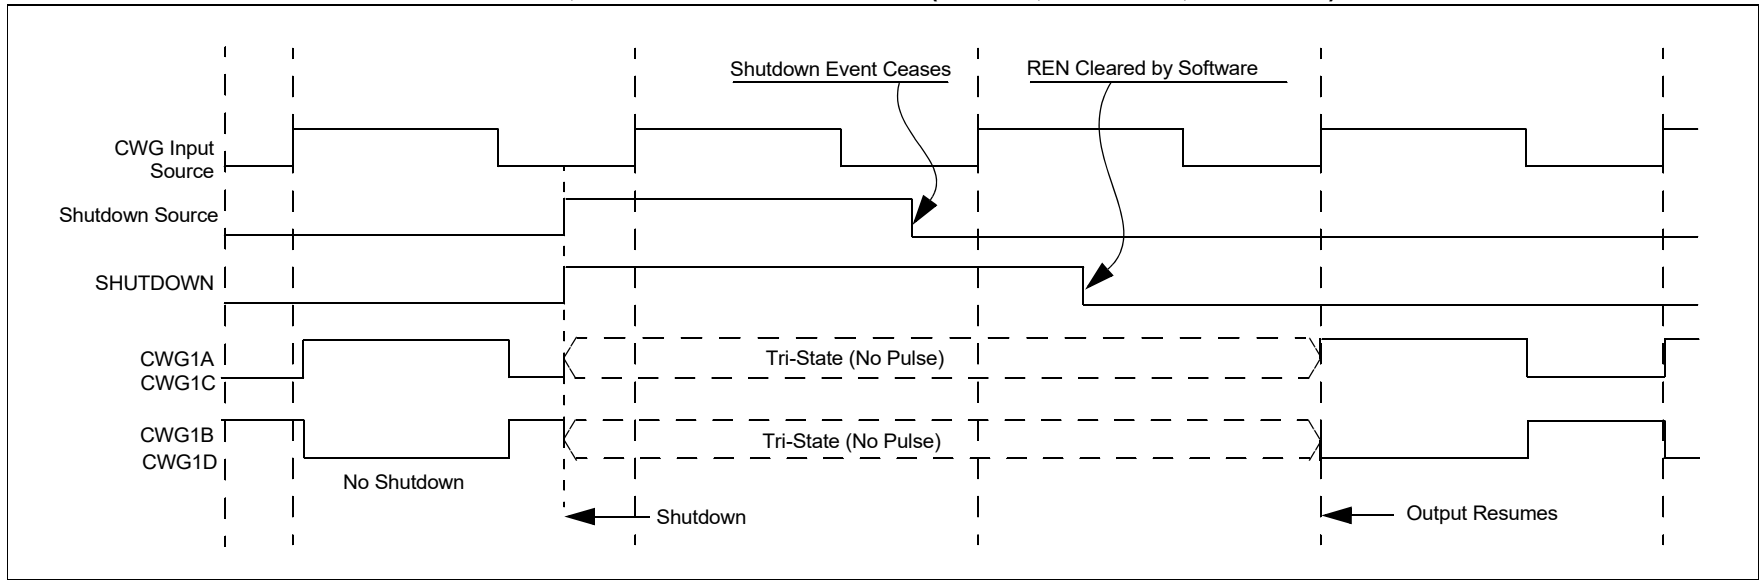 Shutdown Event Ceases
REN Cleared by Software
CWG Input
Source
Shutdown Source
SHUTDOWN
CWG1A
CWG1C
Tri-State (No Pulse)
CWG1B
CWG1D
Tri-State (No Pulse)
No Shutdown
Shutdown
Output Resumes